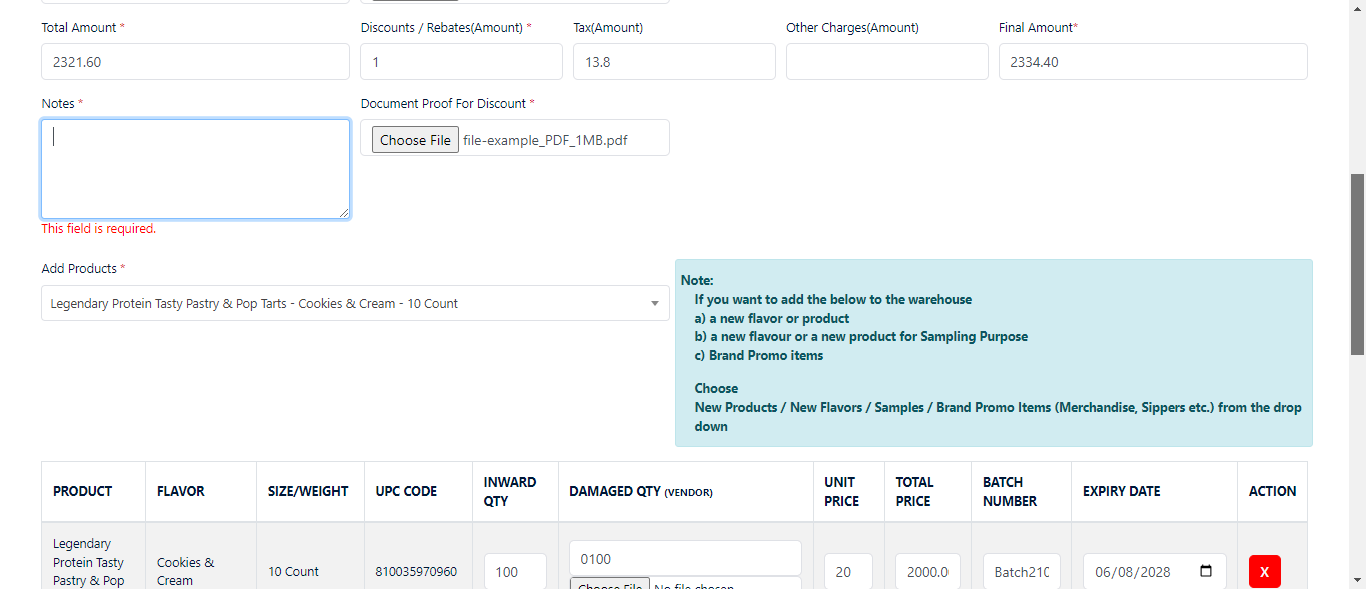 Total Amount *
Discounts / Rebates(Amount) *
Tax(Amount)
Other Charges(Amount)
Final Amount*
2321.60
1
13.8
2334.40
Notes *
Document Proof For Discount *
Choose File file-example_PDF_1MB.pdf
This field is required.
Add Products *
Legendary Protein Tasty Pastry & Pop Tarts - Cookies & Cream - 10 Count
Note:
If you want to add the below to the warehouse
a) a new flavor or product
b) a new flavour or a new product for Sampling Purpose
c) Brand Promo items
Choose
New Products / New Flavors / Samples / Brand Promo Items (Merchandise, Sippers etc.) from the drop
down
PRODUCT
FLAVOR
SIZE/WEIGHT
UPC CODE
INWARD
QTY
DAMAGED QTY (VENDOR)
UNIT
PRICE
TOTAL
PRICE
BATCH
NUMBER
EXPIRY DATE
ACTION
Legendary
Protein Tasty
Pastry & Pop
Cookies &
Cream
10 Count
810035970960
100
0100
Choose File No file chosen
20
2000.0
Batch210
06/08/2028
X